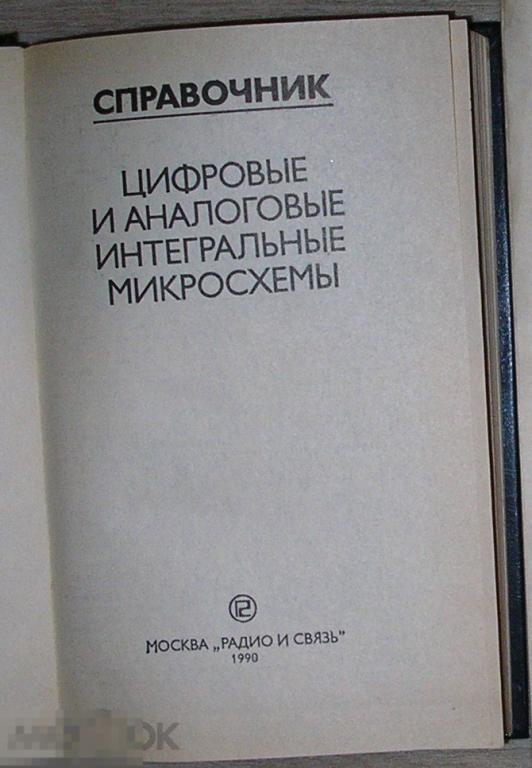 СПРАВОЧНИК
ЦИФРОВЫЕ
И АНАЛОГОВЫЕ
ИНТЕГРАЛЬНЫЕ
МИКРОСХЕМЫ
МОСКВА „РАДИО И СВЯЗЬ"
1990